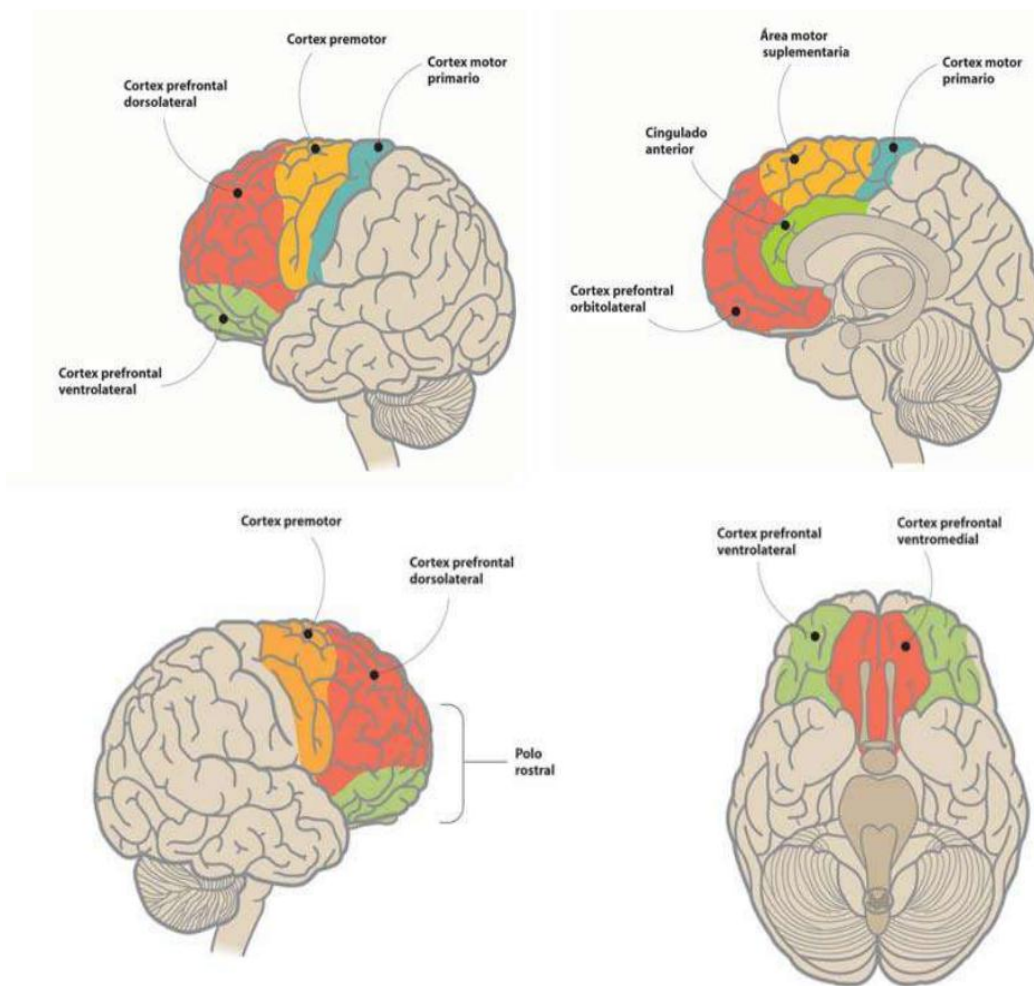 Cortex premotor
Cortex motor
primario
Cortex prefrontal
dorsolateral
Cortex prefrontal
ventrolateral
Área motor
suplementaria
Cortex motor
primario
Cingulado
anterior
Cortex prefontral
orbitolateral
Cortex premotor
Cortex prefrontal
dorsolateral
Polo
rostral
Cortex prefrontal
ventrolateral
Cortex prefrontal
ventromedial